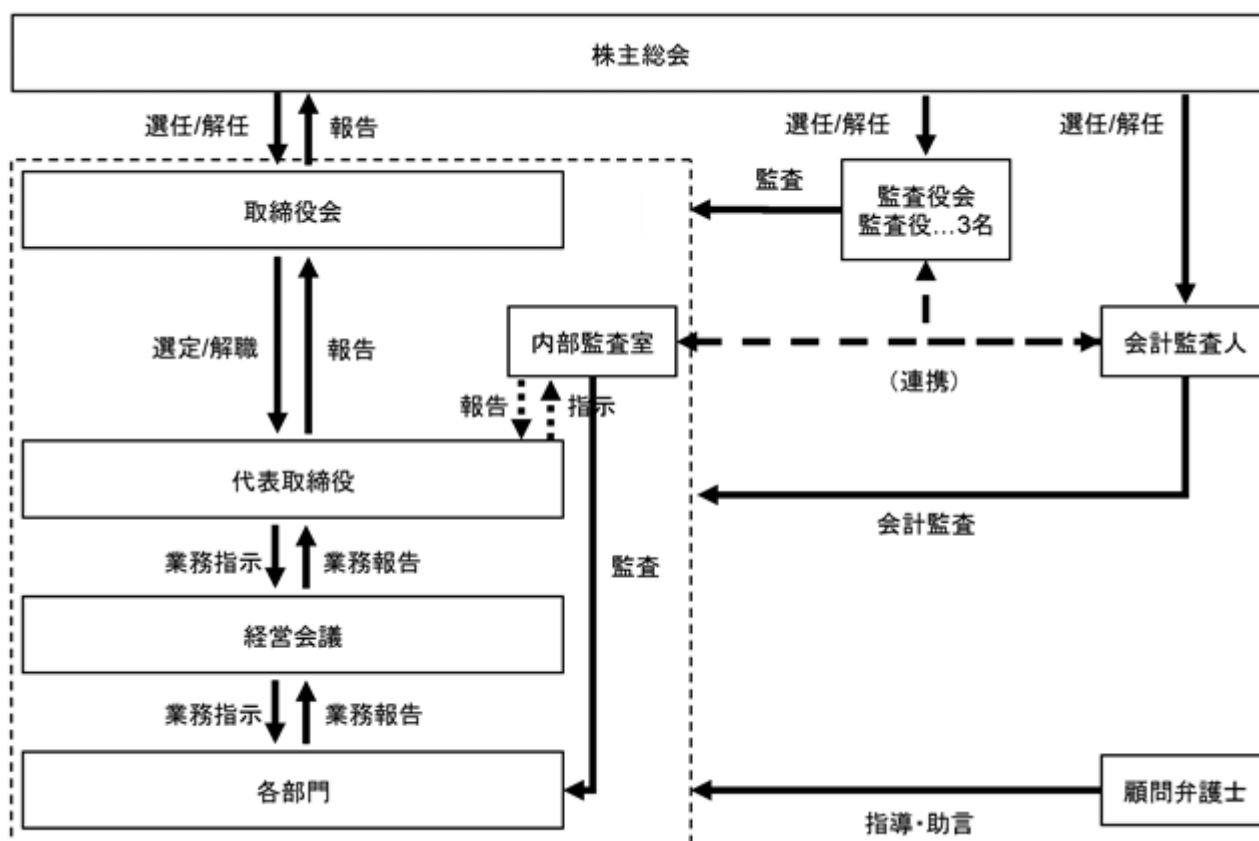 株主総会
選任/解任
報告
選任/解任
選任/解任
取締役会
監査
監査役会
監査役…3名
選定/解職
報告
内部監査室
会計監査人
（連携）
報告
指示
代表取締役
会計監査
業務指示
業務報告
監査
経営会議
業務指示
業務報告
各部門
顧問弁護士
指導・助言